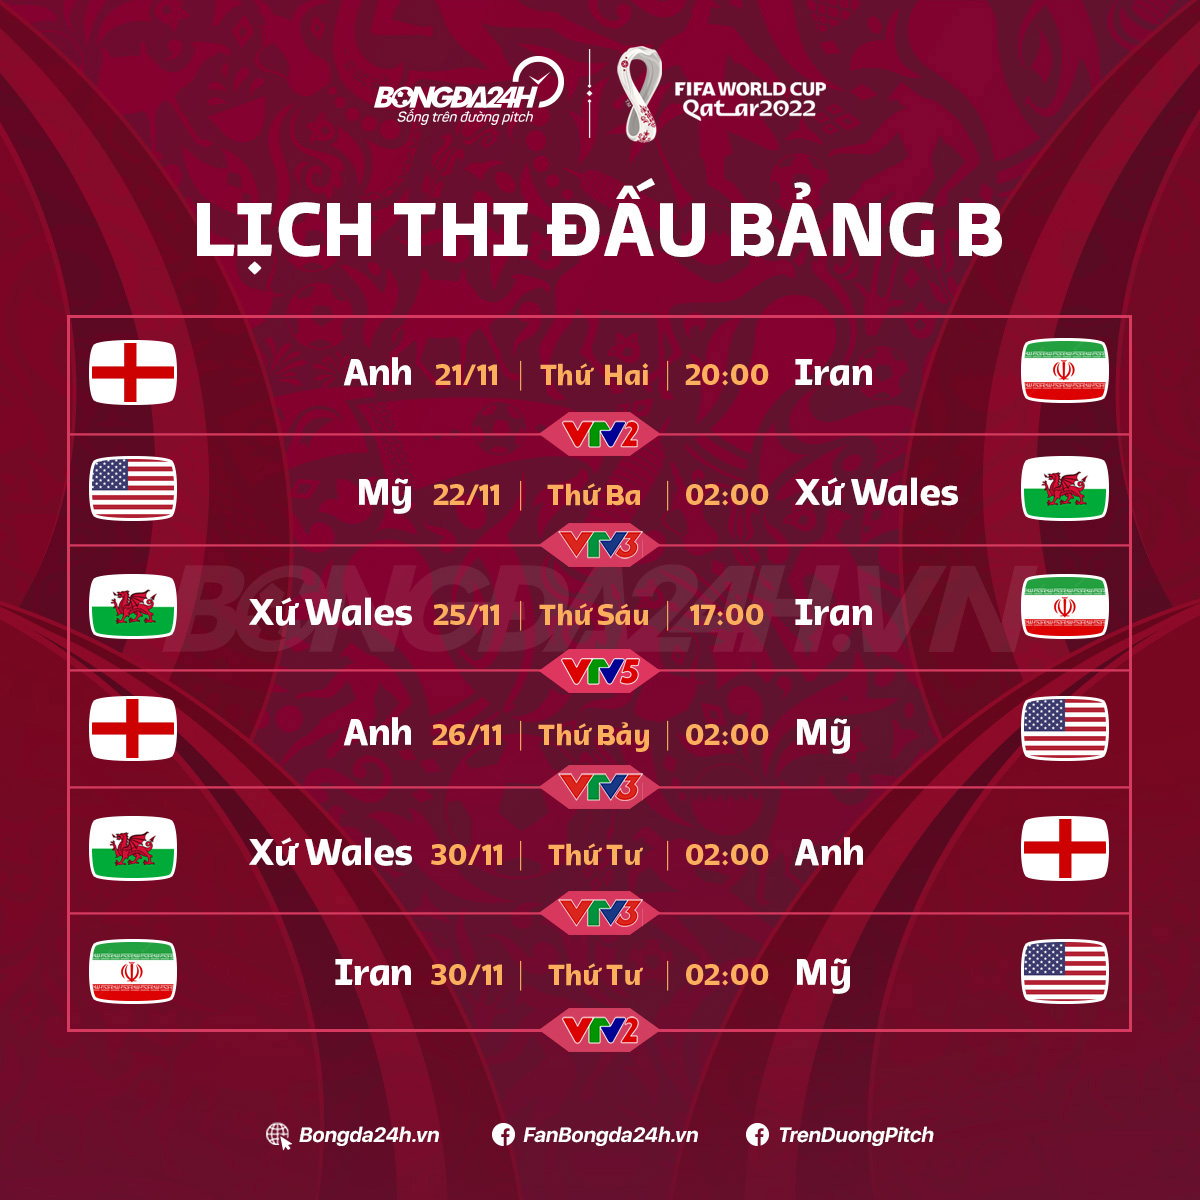 BONGDA24H
Sống trên đường pitch
FIFA WORLD CUP
Qatar2022
LỊCH THI ĐẤU BẢNG B
Anh 21/11 | Thứ Hai | 20:00 Iran
VTV2
Mỹ 22/11 | Thứ Ba | 02:00 Xứ Wales
VTV3
BONGDA24H.VN
Xứ Wales 25/11 | Thứ Sáu | 17:00 Iran
VTV5
Anh 26/11 | Thứ Bảy | 02:00 Mỹ
VTV3
Xứ Wales 30/11 | Thứ Tư | 02:00 Anh
VTV3
Iran 30/11 | Thứ Tư | 02:00 Mỹ
VTV2
Bongda24h.vn FanBongda24h.vn TrenDuongPitch